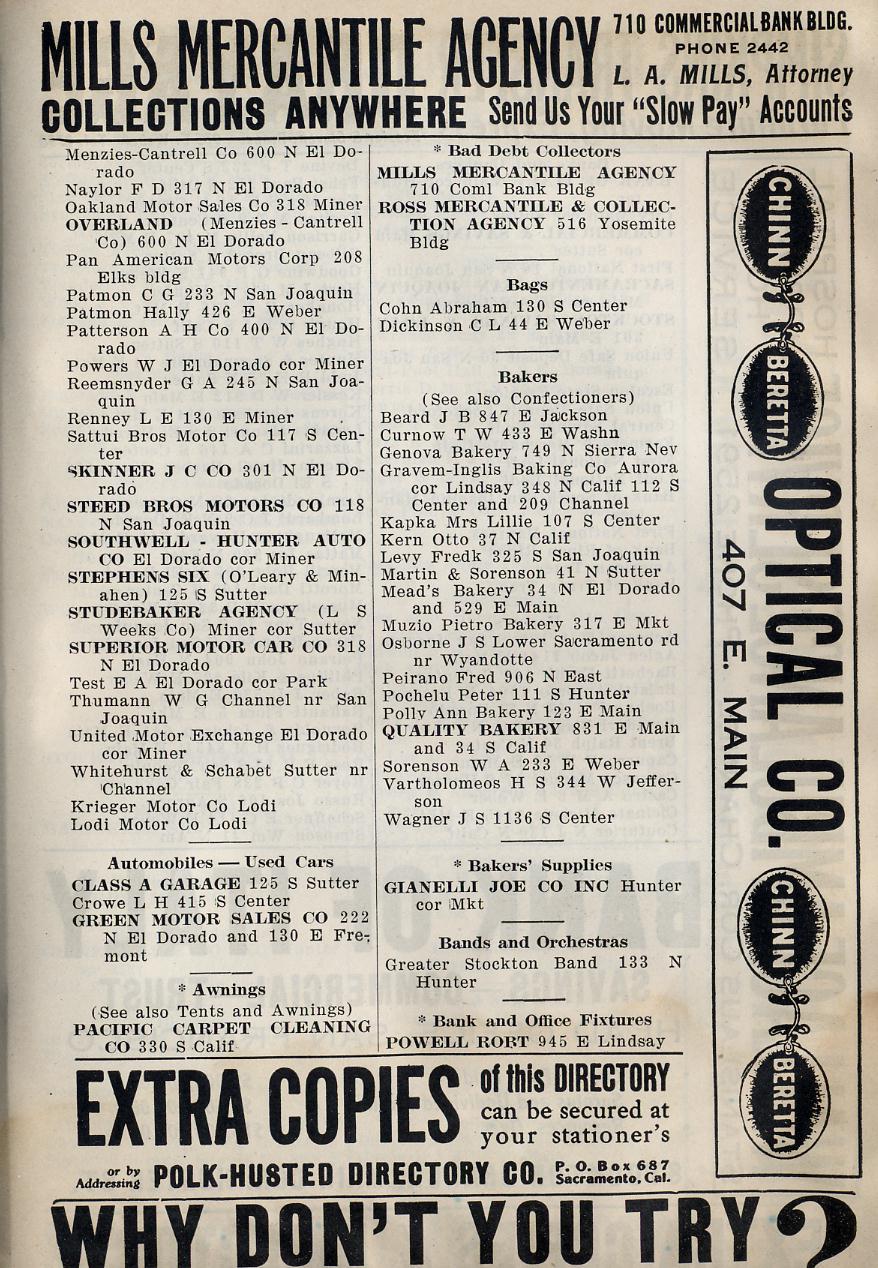 MILLS MERCANTILE AGENCY
710 COMMERCIAL BANK BLDG.
PHONE 2442
L. A. MILLS, Attorney
COLLECTIONS ANYWHERE Send Us Your "Slow Pay" Accounts
Menzies-Cantrell Co 600 N El Do-
rado
Naylor F D 317 N El Dorado
Oakland Motor Sales Co 318 Miner
OVERLAND (Menzies - Cantrell
Co) 600 N El Dorado
Pan American Motors Corp 208
Elks bldg
Patmon C G 233 N San Joaquin
Patmon Hally 426 E Weber
Patterson A H Co 400 N El Do-
rado
Powers W J El Dorado cor Miner
Reemsnyder G A 245 N San Joa-
quin
Renney L E 130 E Miner
Sattui Bros Motor Co 117 S Cen-
ter
SKINNER J C CO 301 N El Do-
rado
STEED BROS MOTORS CO 118
N San Joaquin
SOUTHWELL - HUNTER AUTO
CO El Dorado cor Miner
STEPHENS SIX (O'Leary & Min-
ahen) 125 S Sutter
STUDEBAKER AGENCY (L S
Weeks Co) Miner cor Sutter
SUPERIOR MOTOR CAR CO 318
N El Dorado
Test E A El Dorado cor Park
Thumann W G Channel nr San
Joaquin
United Motor Exchange El Dorado
cor Miner
Whitehurst & Schabet Sutter nr
Channel
Krieger Motor Co Lodi
Lodi Motor Co Lodi
Automobiles — Used Cars
CLASS A GARAGE 125 S Sutter
Crowe L H 415 S Center
GREEN MOTOR SALES CO 222
N El Dorado and 130 E Fre-
mont
* Awnings
(See also Tents and Awnings)
PACIFIC CARPET CLEANING
CO 330 S Calif
* Bad Debt Collectors
MILLS MERCANTILE AGENCY
710 Coml Bank Bldg
ROSS MERCANTILE & COLLEC-
TION AGENCY 516 Yosemite
Bldg
Bags
Cohn Abraham 130 S Center
Dickinson C L 44 E Weber
Bakers
(See also Confectioners)
Beard J B 847 E Jackson
Curnow T W 433 E Washn
Genova Bakery 749 N Sierra Nev
Gravem-Inglis Baking Co Aurora
cor Lindsay 348 N Calif 112 S
Center and 209 Channel
Kapka Mrs Lillie 107 S Center
Kern Otto 37 N Calif
Levy Fredk 325 S San Joaquin
Martin & Sorenson 41 N Sutter
Mead's Bakery 34 N El Dorado
and 529 E Main
Muzio Pietro Bakery 317 E Mkt
Osborne J S Lower Sacramento rd
nr Wyandotte
Peirano Fred 906 N East
Pochelu Peter 111 S Hunter
Polly Ann Bakery 123 E Main
QUALITY BAKERY 831 E Main
and 34 S Calif
Sorenson W A 233 E Weber
Vartholomeos H S 344 W Jeffer-
son
Wagner J S 1136 S Center
* Bakers' Supplies
GIANELLI JOE CO INC Hunter
cor Mkt
Bands and Orchestras
Greater Stockton Band 133 N
Hunter
* Bank and Office Fixtures
POWELL ROBT 945 E Lindsay
CHINN
BERETTA
OPTICAL CO.
407 E. MAIN
CHINN
BERETTA
EXTRA COPIES
of this DIRECTORY
can be secured at
your stationer's
or by
Addressing
POLK-HUSTED DIRECTORY CO.
P. O. Box 687
Sacramento, Cal.
WHY DON'T YOU TRY?